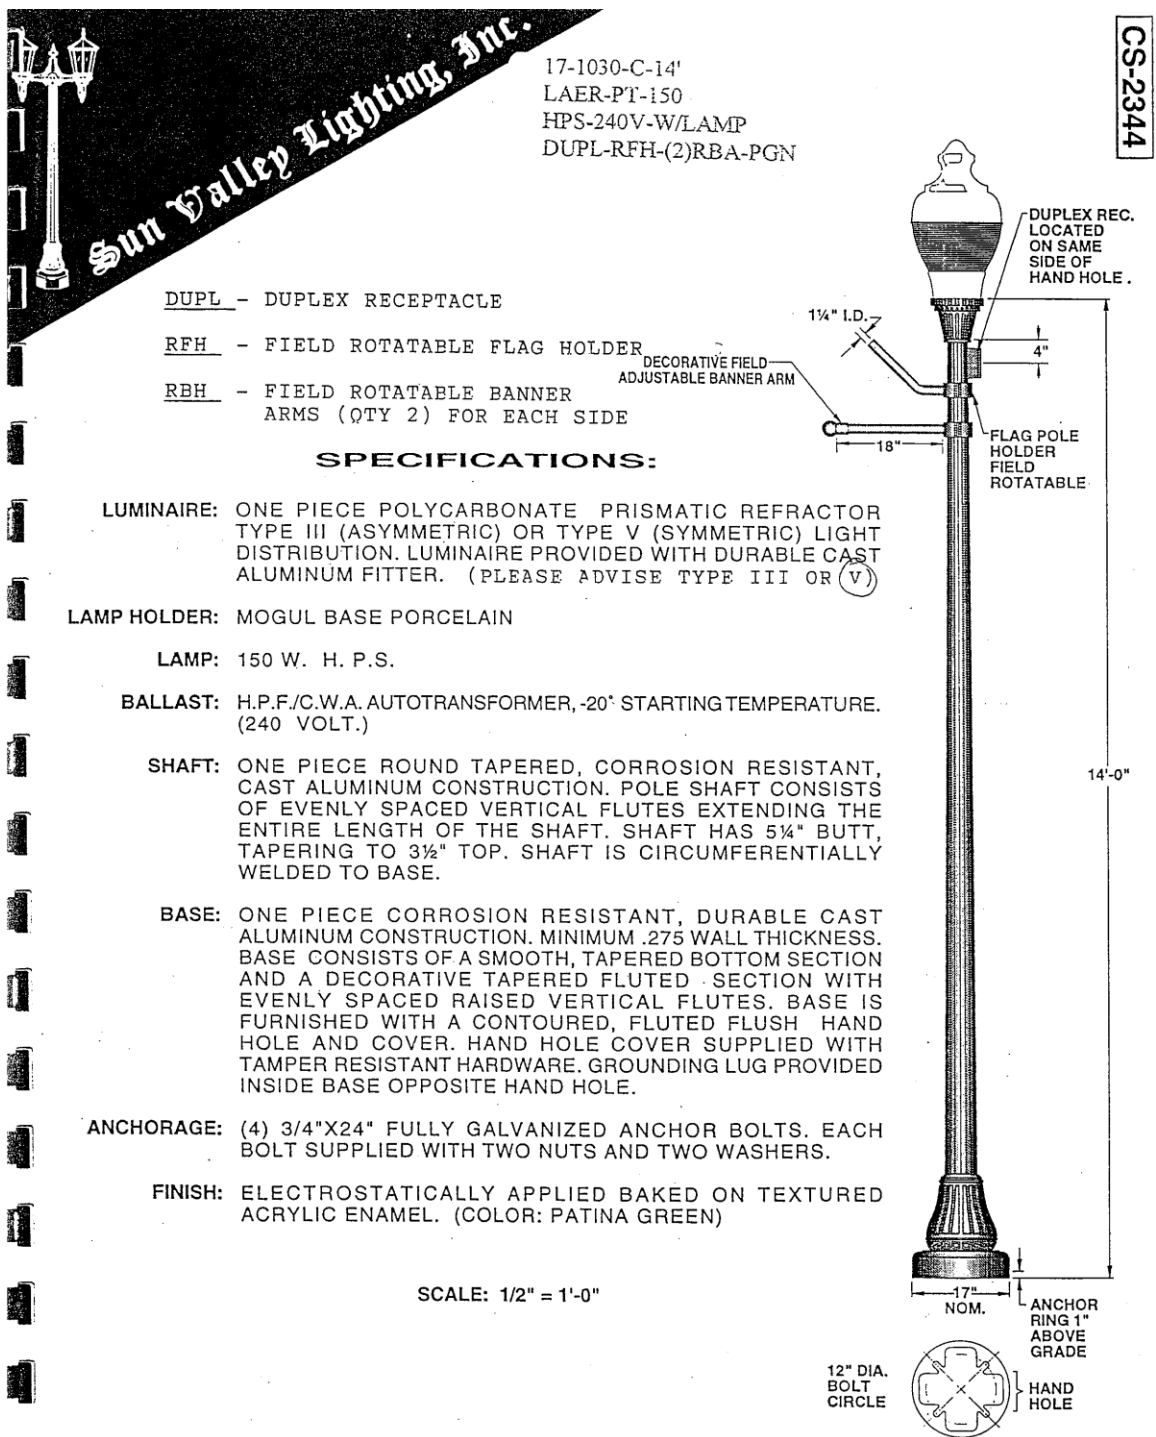 Sun Valley Lighting, Inc.
17-1030-C-14'
LAER-PT-150
HPS-240V-W/LAMP
DUPL-RFH-(2)RBA-PGN
CS-2344
DUPL - DUPLEX RECEPTACLE
RFH - FIELD ROTATABLE FLAG HOLDER
RBH - FIELD ROTATABLE BANNER
ARMS (QTY 2) FOR EACH SIDE
DUPLEX REC.
LOCATED
ON SAME
SIDE OF
HAND HOLE.
1¼" I.D.
4"
DECORATIVE FIELD
ADJUSTABLE BANNER ARM
18"
FLAG POLE
HOLDER
FIELD
ROTATABLE
SPECIFICATIONS:
LUMINAIRE: ONE PIECE POLYCARBONATE PRISMATIC REFRACTOR
TYPE III (ASYMMETRIC) OR TYPE V (SYMMETRIC) LIGHT
DISTRIBUTION. LUMINAIRE PROVIDED WITH DURABLE CAST
ALUMINUM FITTER. (PLEASE ADVISE TYPE III OR V)
LAMP HOLDER: MOGUL BASE PORCELAIN
LAMP: 150 W. H. P.S.
BALLAST: H.P.F./C.W.A. AUTOTRANSFORMER, -20° STARTING TEMPERATURE.
(240 VOLT.)
SHAFT: ONE PIECE ROUND TAPERED, CORROSION RESISTANT,
CAST ALUMINUM CONSTRUCTION. POLE SHAFT CONSISTS
OF EVENLY SPACED VERTICAL FLUTES EXTENDING THE
ENTIRE LENGTH OF THE SHAFT. SHAFT HAS 5¼" BUTT,
TAPERING TO 3½" TOP. SHAFT IS CIRCUMFERENTIALLY
WELDED TO BASE.
14'-0"
BASE: ONE PIECE CORROSION RESISTANT, DURABLE CAST
ALUMINUM CONSTRUCTION. MINIMUM .275 WALL THICKNESS.
BASE CONSISTS OF A SMOOTH, TAPERED BOTTOM SECTION
AND A DECORATIVE TAPERED FLUTED SECTION WITH
EVENLY SPACED RAISED VERTICAL FLUTES. BASE IS
FURNISHED WITH A CONTOURED, FLUTED FLUSH HAND
HOLE AND COVER. HAND HOLE COVER SUPPLIED WITH
TAMPER RESISTANT HARDWARE. GROUNDING LUG PROVIDED
INSIDE BASE OPPOSITE HAND HOLE.
ANCHORAGE: (4) 3/4"X24" FULLY GALVANIZED ANCHOR BOLTS. EACH
BOLT SUPPLIED WITH TWO NUTS AND TWO WASHERS.
FINISH: ELECTROSTATICALLY APPLIED BAKED ON TEXTURED
ACRYLIC ENAMEL. (COLOR: PATINA GREEN)
SCALE: 1/2" = 1'-0"
17"
NOM.
ANCHOR
RING 1"
ABOVE
GRADE
12" DIA.
BOLT
CIRCLE
HAND
HOLE